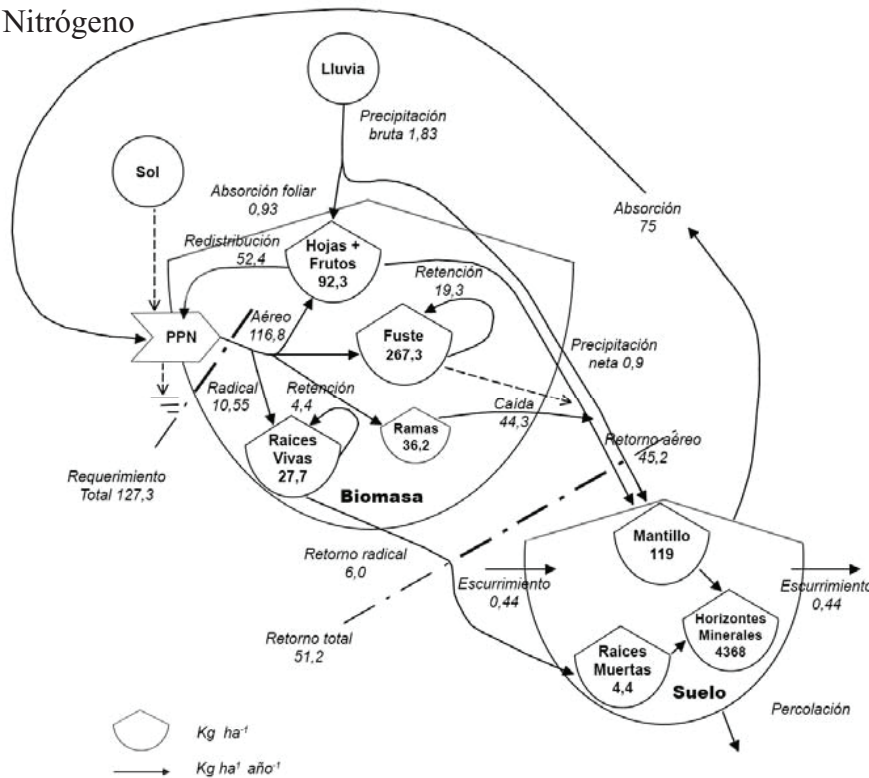 Nitrógeno
Lluvia
Precipitación
bruta 1,83
Sol
Absorción foliar
0,93
Absorción
75
Redistribución
52,4
Hojas +
Frutos
92,3
Retención
19,3
Aéreo
116,8
PPN
Fuste
267,3
Precipitación
neta 0,9
Radical
10,55
Retención
4,4
Ramas
36,2
Caída
44,3
Raices
Vivas
27,7
Retorno aéreo
45,2
Requerimiento
Total 127,3
Biomasa
Mantillo
119
Retorno radical
6,0
Escurrimiento
0,44
Escurrimiento
0,44
Horizontes
Minerales
4368
Retorno total
51,2
Raices
Muertas
4,4
Suelo
Percolación
Kg ha-¹
Kg ha¹ año-¹